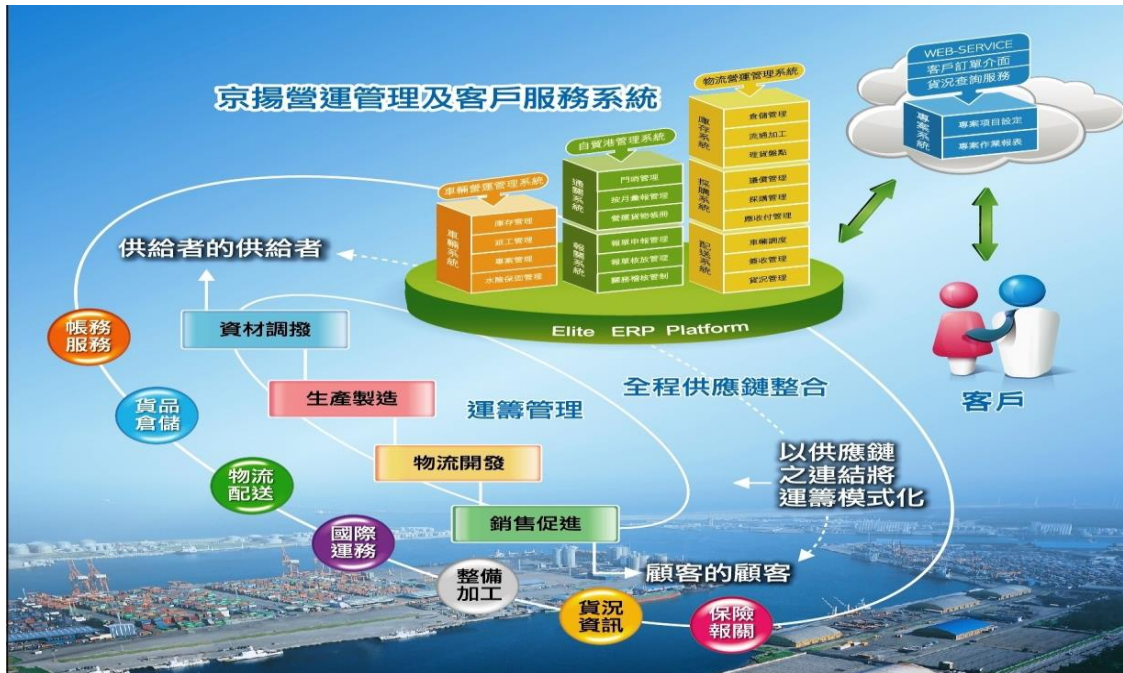 京揚營運管理及客戶服務系統
WEB-SERVICE
客戶訂單介面
貨況查詢服務
專案系統
專案項目設定
專案作業報表
物流營運管理系統
庫存系統
倉儲管理
流通加工
理貨盤點
採購系統
議價管理
採購管理
應收付管理
配送系統
車輛調度
簽收管理
貨況管理
自貿港管理系統
通關系統
門哨管理
按月彙報管理
營運貨物帳冊
報關系統
報單申報管理
報單核放管理
關務稽核管制
車輛營運管理系統
車輛系統
庫存管理
派工管理
專案管理
水險保固管理
Elite ERP Platform
供給者的供給者
資材調撥
生產製造
物流開發
銷售促進
運籌管理
全程供應鏈整合
以供應鏈
之連結將
運籌模式化
顧客的顧客
客戶
帳務
服務
貨品
倉儲
物流
配送
國際
運務
整備
加工
貨況
資訊
保險
報關